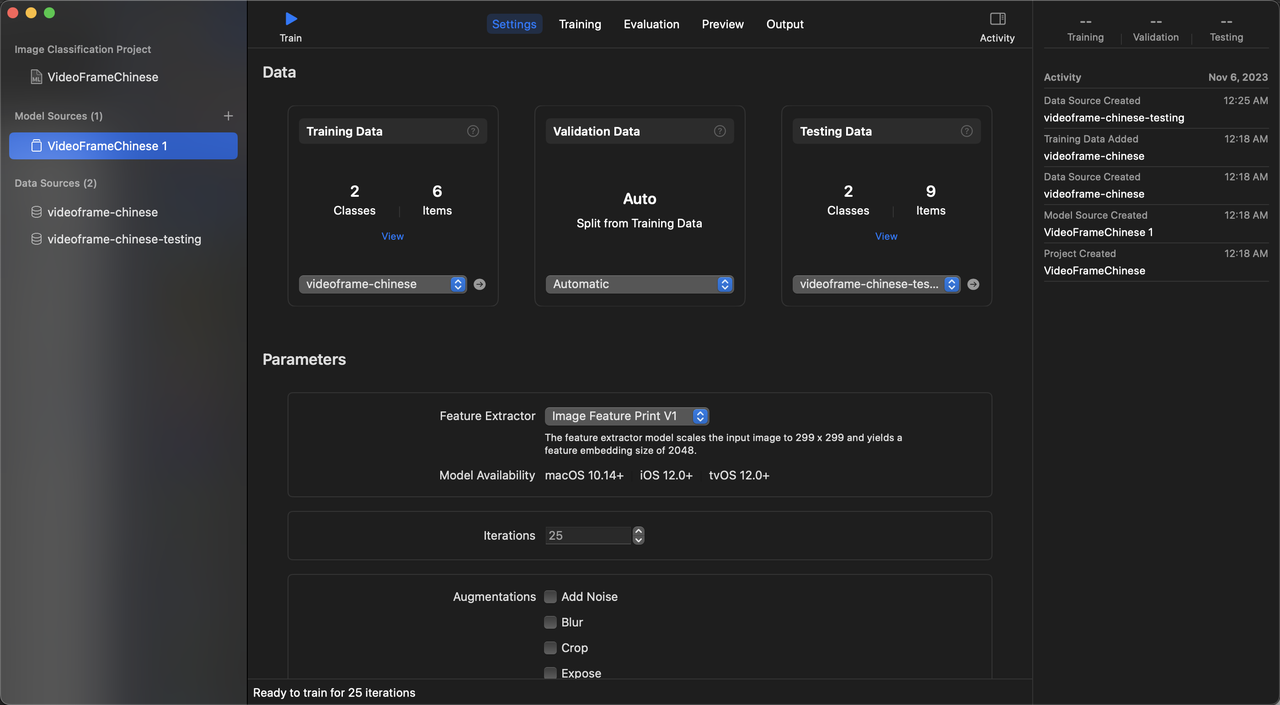 Train
Settings
Training
Evaluation
Preview
Output
Activity
-- -- --
Training Validation Testing
Image Classification Project
VideoFrameChinese
Model Sources (1)
VideoFrameChinese 1
Data Sources (2)
videoframe-chinese
videoframe-chinese-testing
Data
Training Data ?
2 6
Classes Items
View
videoframe-chinese
Validation Data ?
Auto
Split from Training Data
Automatic
Testing Data ?
2 9
Classes Items
View
videoframe-chinese-tes...
Parameters
Feature Extractor Image Feature Print V1
The feature extractor model scales the input image to 299 x 299 and yields a
feature embedding size of 2048.
Model Availability macOS 10.14+ iOS 12.0+ tvOS 12.0+
Iterations 25
Augmentations Add Noise
Blur
Crop
Expose
Ready to train for 25 iterations
Activity Nov 6, 2023
Data Source Created 12:25 AM
videoframe-chinese-testing
Training Data Added 12:18 AM
videoframe-chinese
Data Source Created 12:18 AM
videoframe-chinese
Model Source Created 12:18 AM
VideoFrameChinese 1
Project Created 12:18 AM
VideoFrameChinese